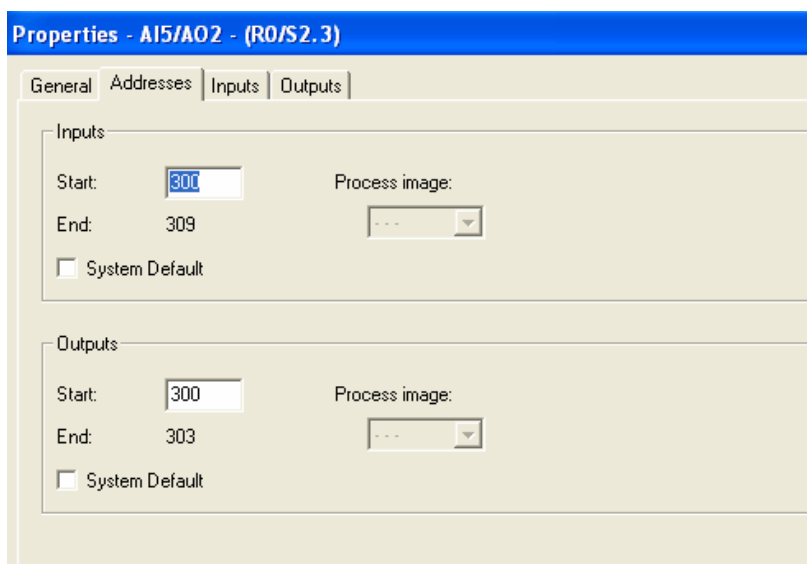 Properties - AI5/AO2 - (R0/S2.3)
General Addresses Inputs Outputs
Inputs
Start: 300 Process image:
End: 309 - - -
System Default
Outputs
Start: 300 Process image:
End: 303 - - -
System Default